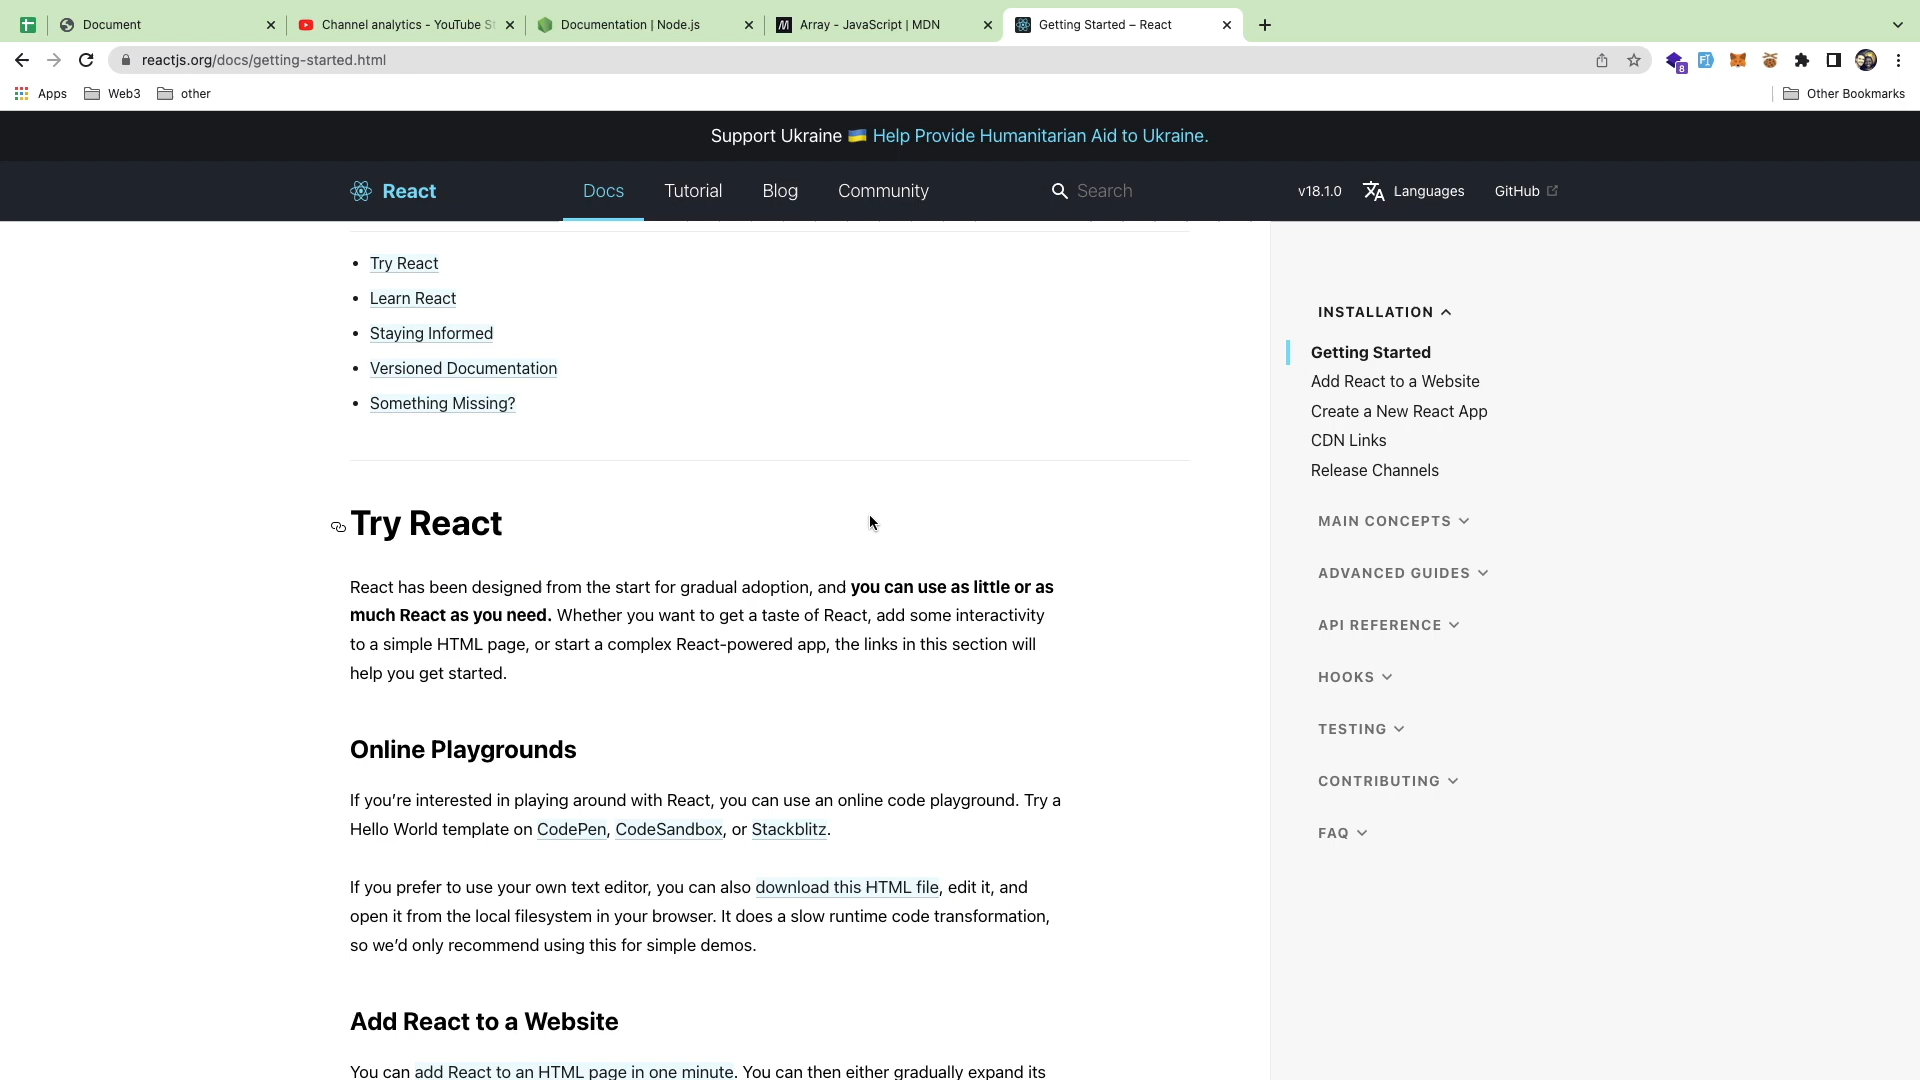 Document
Channel analytics - YouTube St
Documentation | Node.js
Array - JavaScript | MDN
Getting Started – React
reactjs.org/docs/getting-started.html
8
Apps
Web3
other
Other Bookmarks
Support Ukraine 🇺🇦 Help Provide Humanitarian Aid to Ukraine.
React
Docs
Tutorial
Blog
Community
Search
v18.1.0
Languages
GitHub
Try React
Learn React
Staying Informed
Versioned Documentation
Something Missing?
Try React
React has been designed from the start for gradual adoption, and you can use as little or as
much React as you need. Whether you want to get a taste of React, add some interactivity
to a simple HTML page, or start a complex React-powered app, the links in this section will
help you get started.
Online Playgrounds
If you’re interested in playing around with React, you can use an online code playground. Try a
Hello World template on CodePen, CodeSandbox, or Stackblitz.
If you prefer to use your own text editor, you can also download this HTML file, edit it, and
open it from the local filesystem in your browser. It does a slow runtime code transformation,
so we’d only recommend using this for simple demos.
Add React to a Website
You can add React to an HTML page in one minute. You can then either gradually expand its
INSTALLATION
Getting Started
Add React to a Website
Create a New React App
CDN Links
Release Channels
MAIN CONCEPTS
ADVANCED GUIDES
API REFERENCE
HOOKS
TESTING
CONTRIBUTING
FAQ